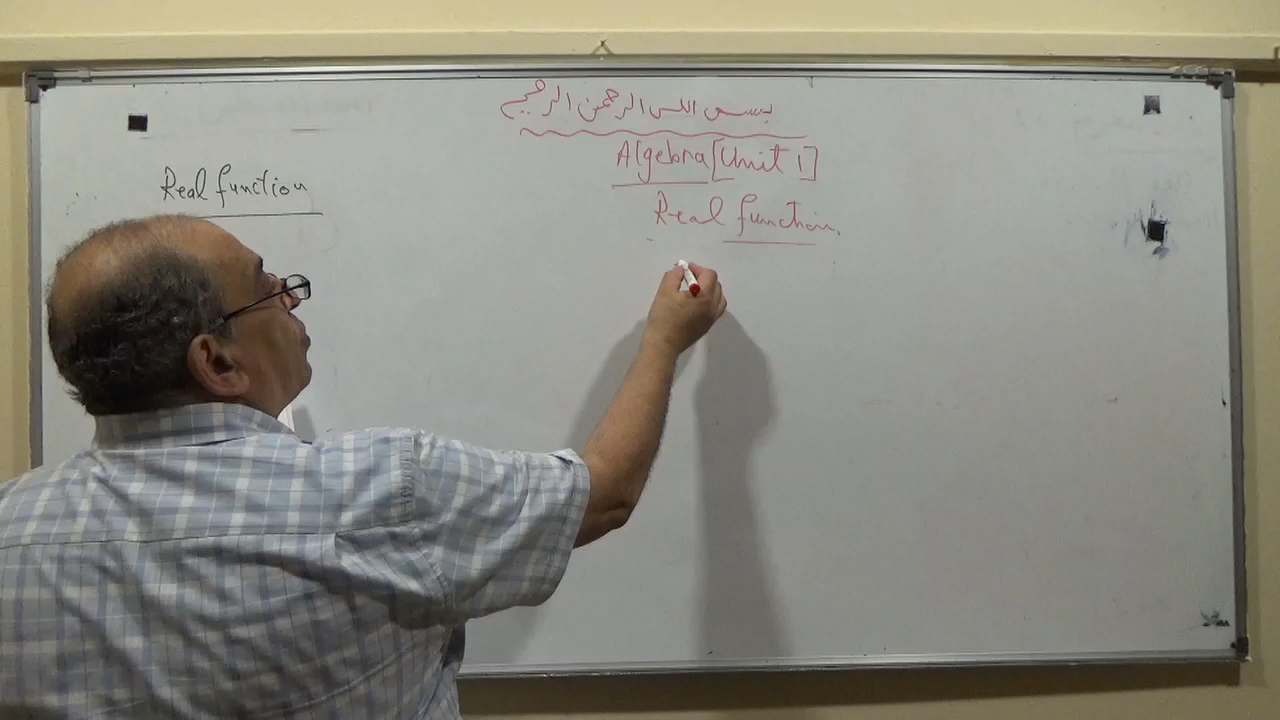 بسم الله الرحمن الرحيم
Algebra [Unit 1]
Real function.
Real function